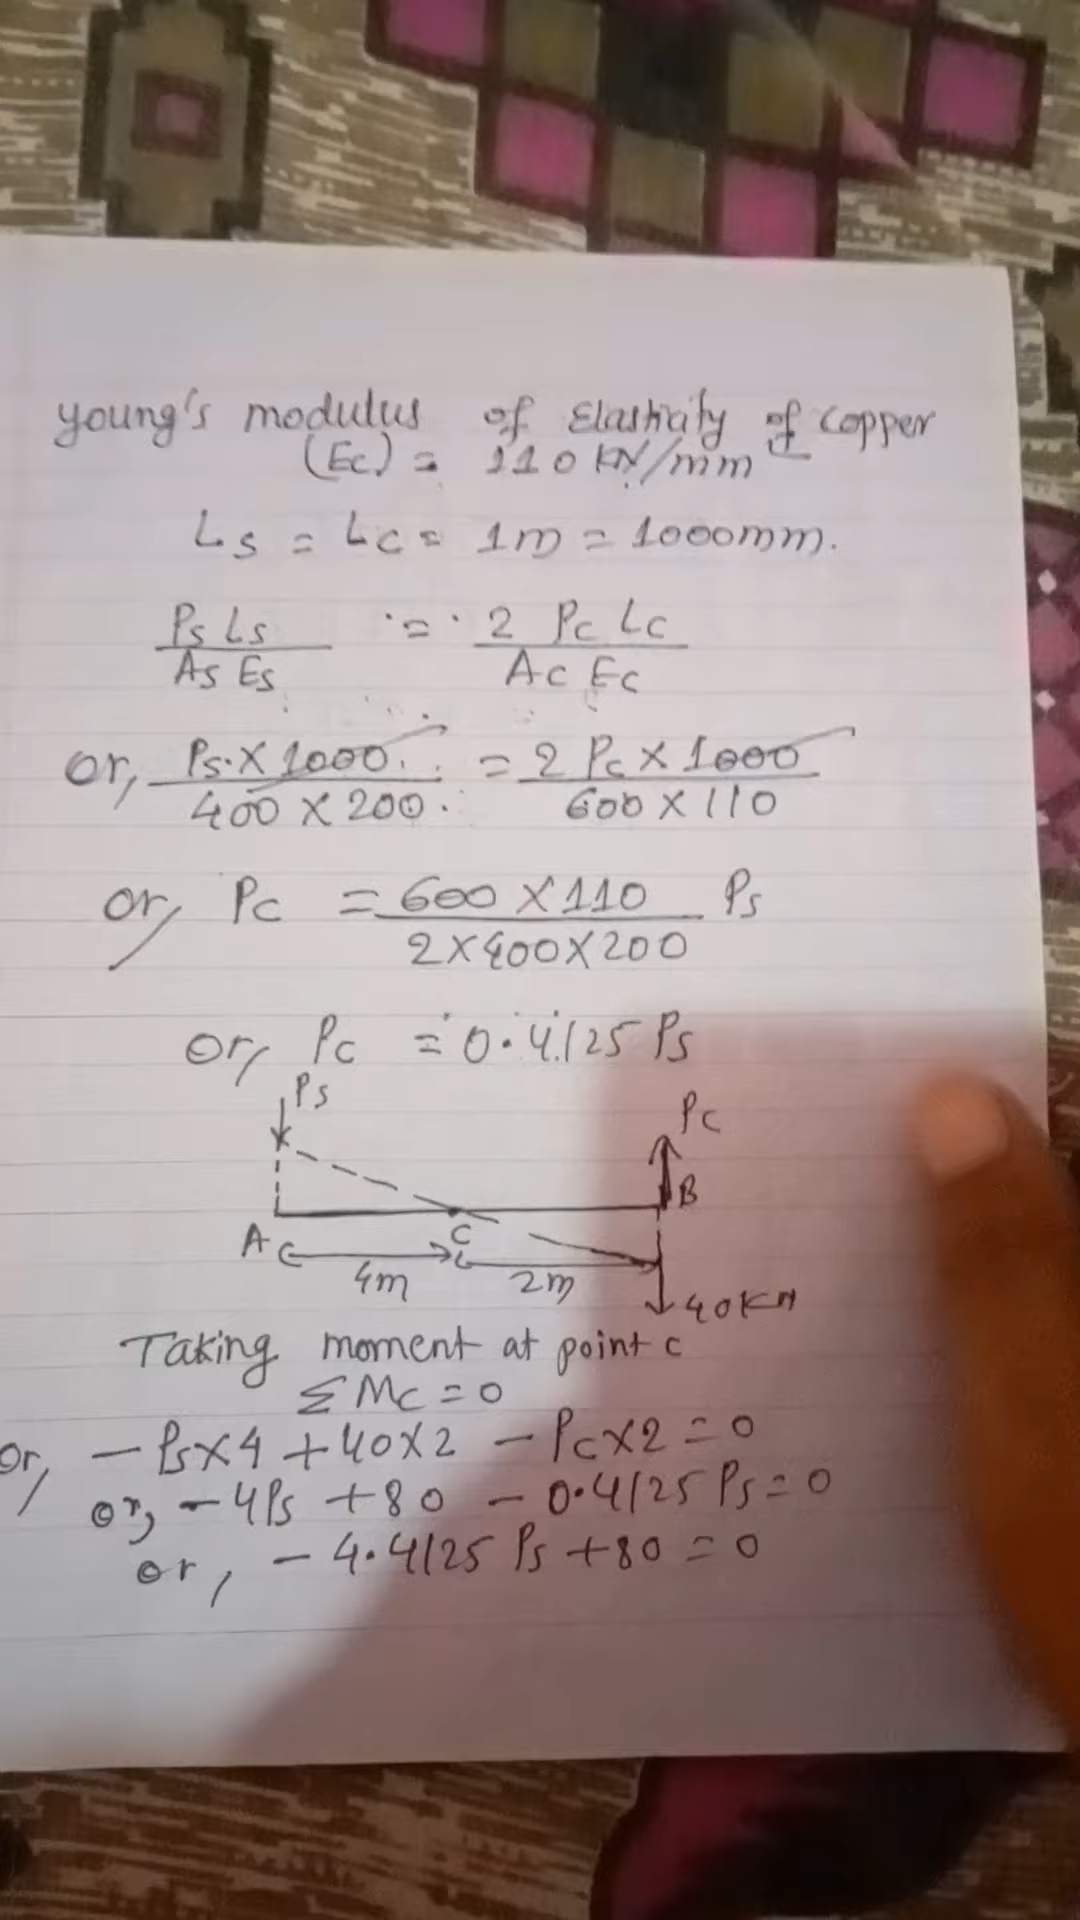 young's modulus of Elasticity of Copper
(Ec) = 110 KN/mm
Ls = Lc = 1m = 1000mm.
Ps Ls / As Es = 2 Pc Lc / Ac Ec
or, Ps × 1000 / 400 × 200 = 2 Pc × 1000 / 600 × 110
or, Pc = 600 × 110 / 2 × 400 × 200 Ps
or, Pc = 0.4125 Ps
Ps
Pc
B
A
C
4m
2m
40KN
Taking moment at point c
ΣMc = 0
or, - Ps×4 + 40×2 - Pc×2 = 0
or, - 4Ps + 80 - 0.4125 Ps = 0
or, - 4.4125 Ps + 80 = 0